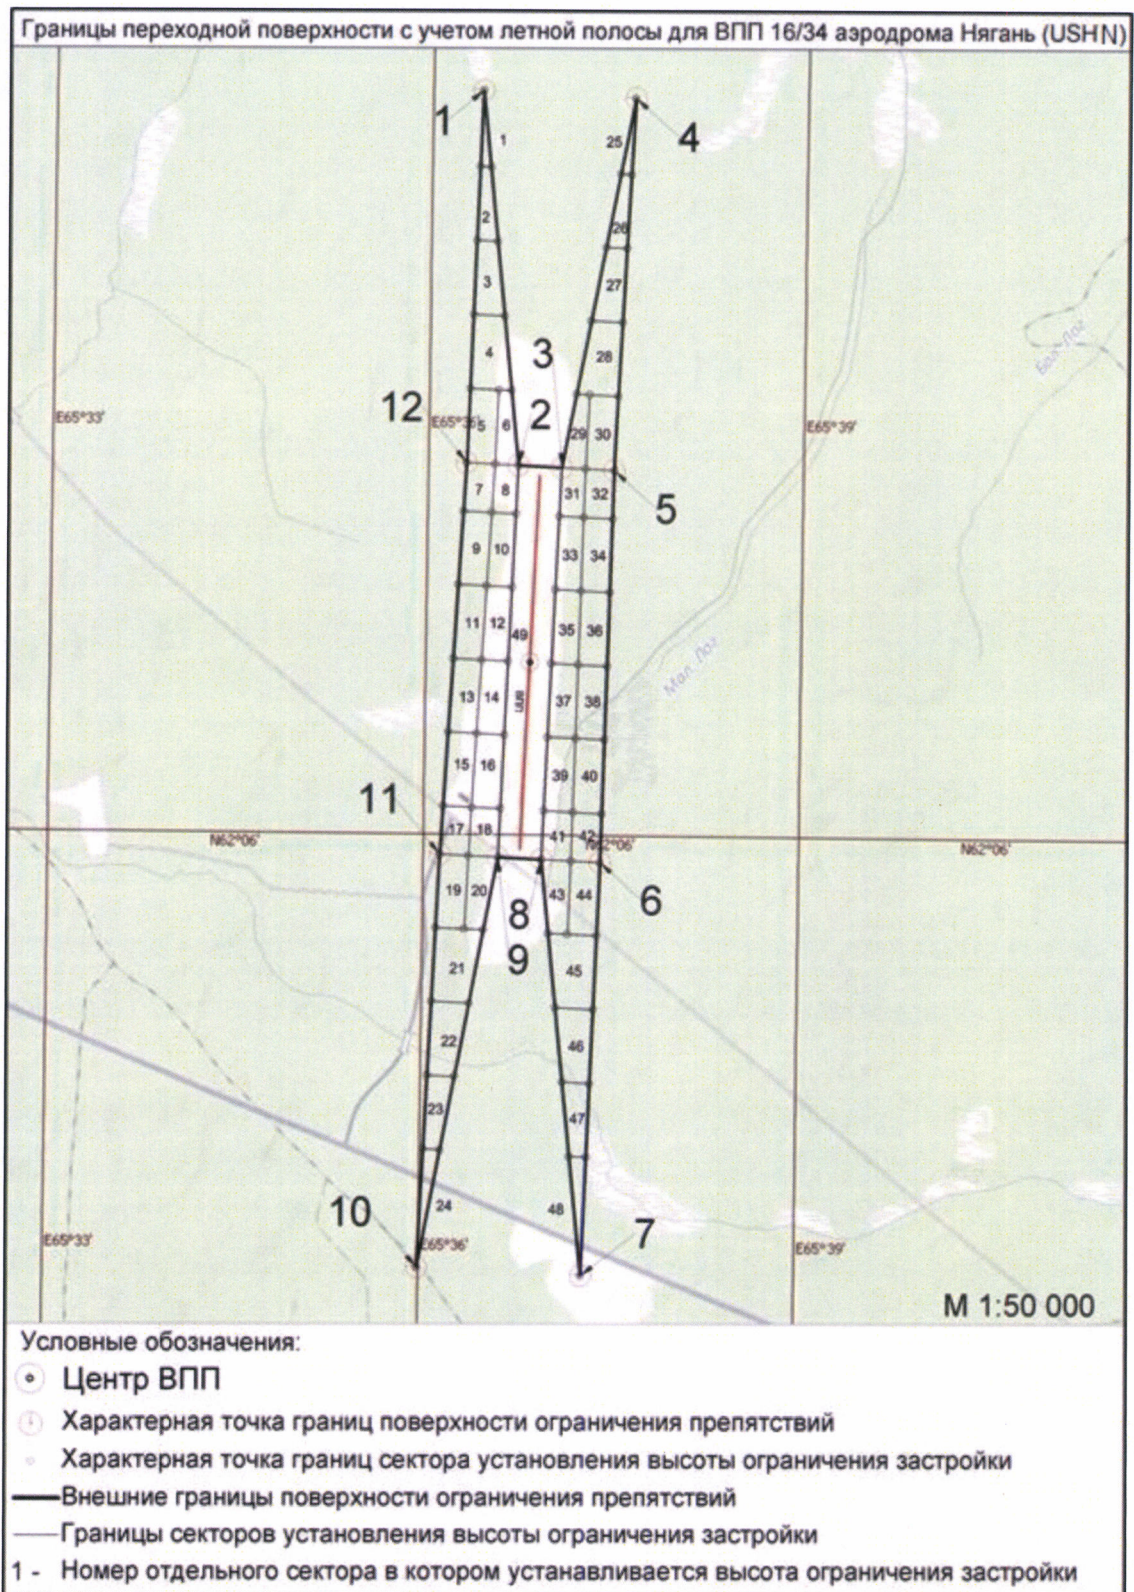 Границы переходной поверхности с учетом летной полосы для ВПП 16/34 аэродрома Нягань (USHN)
1
4
1
25
2
26
3
27
3
4
28
Бол. Лог
12
2
E65°33'
E65°36'
E65°39'
5
6
29
30
7
8
31
32
5
9
10
33
34
11
12
49
35
36
Мал. Лог
13
14
ВПП
37
38
15
16
39
40
11
17
18
41
42
N62°06'
N62°06'
N62°06'
19
20
8
43
44
6
9
21
45
22
46
23
47
10
24
48
7
E65°33'
E65°36'
E65°39'
М 1:50 000
Условные обозначения:
Центр ВПП
Характерная точка границ поверхности ограничения препятствий
Характерная точка границ сектора установления высоты ограничения застройки
Внешние границы поверхности ограничения препятствий
Границы секторов установления высоты ограничения застройки
1 - Номер отдельного сектора в котором устанавливается высота ограничения застройки